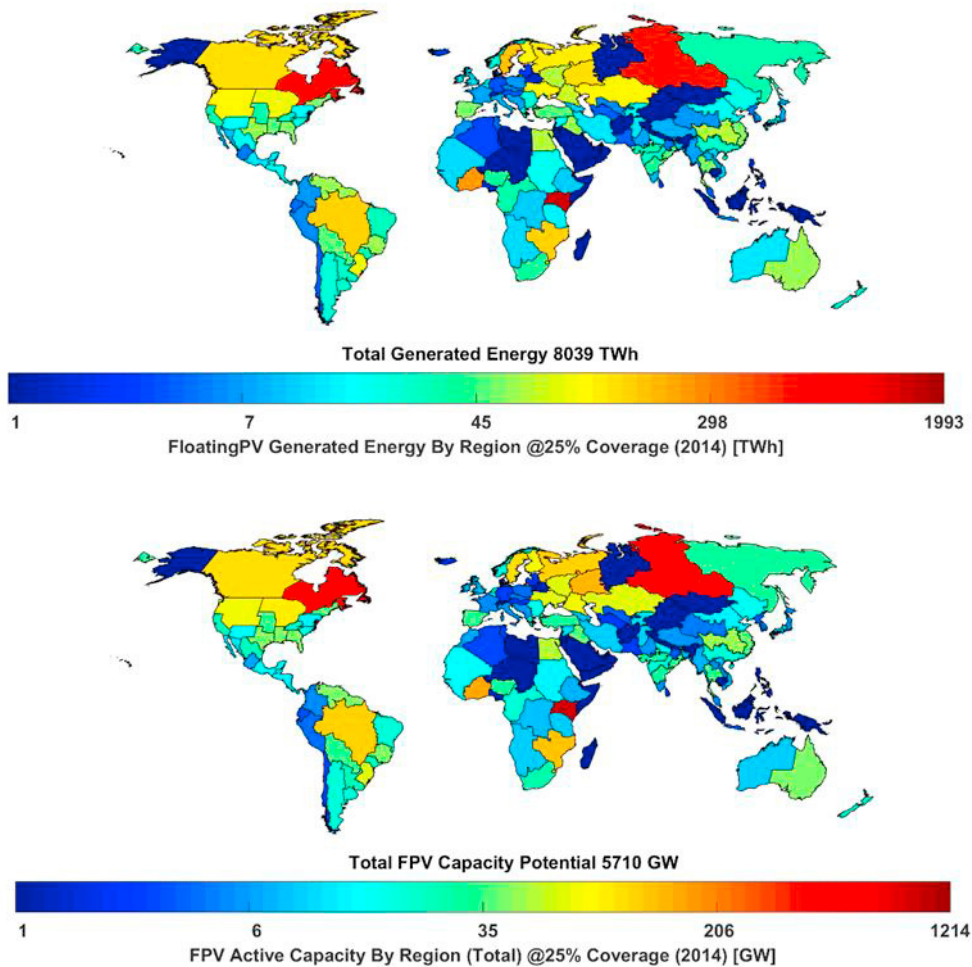 Total Generated Energy 8039 TWh
1 7 45 298 1993
FloatingPV Generated Energy By Region @25% Coverage (2014) [TWh]
Total FPV Capacity Potential 5710 GW
1 6 35 206 1214
FPV Active Capacity By Region (Total) @25% Coverage (2014) [GW]